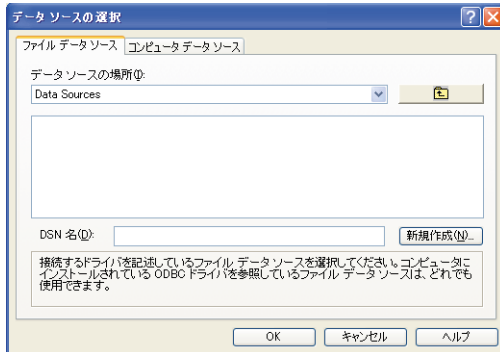 データ ソースの選択
ファイル データ ソース
コンピュータ データ ソース
データ ソースの場所(I):
Data Sources
DSN 名(D):
新規作成(N)...
接続するドライバを記述しているファイル データ ソースを選択してください。コンピュータに
インストールされている ODBC ドライバを参照しているファイル データ ソースは、どれでも
使用できます。
OK
キャンセル
ヘルプ